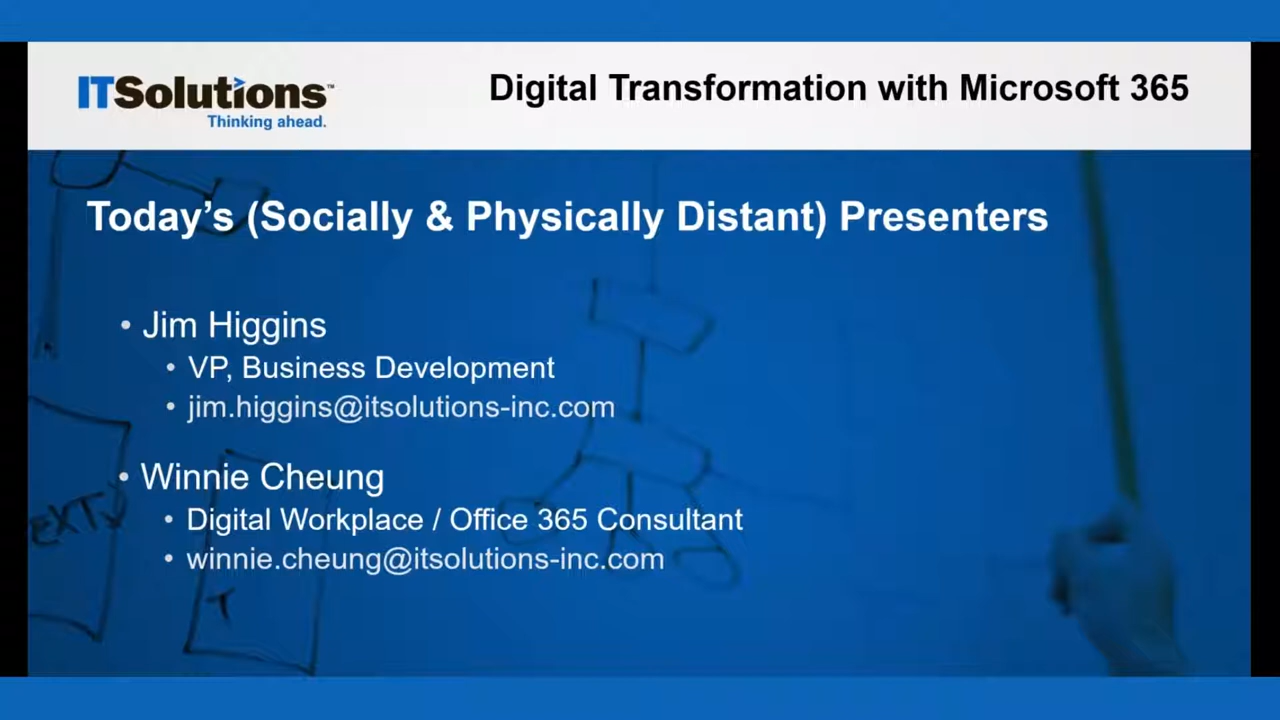 ITSolutions™
Thinking ahead.
Digital Transformation with Microsoft 365
Today’s (Socially & Physically Distant) Presenters
• Jim Higgins
• VP, Business Development
• jim.higgins@itsolutions-inc.com
• Winnie Cheung
• Digital Workplace / Office 365 Consultant
• winnie.cheung@itsolutions-inc.com